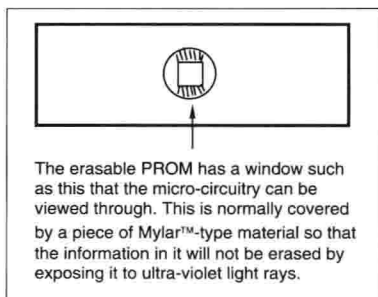 The erasable PROM has a window such
as this that the micro-circuitry can be
viewed through. This is normally covered
by a piece of Mylar™-type material so that
the information in it will not be erased by
exposing it to ultra-violet light rays.